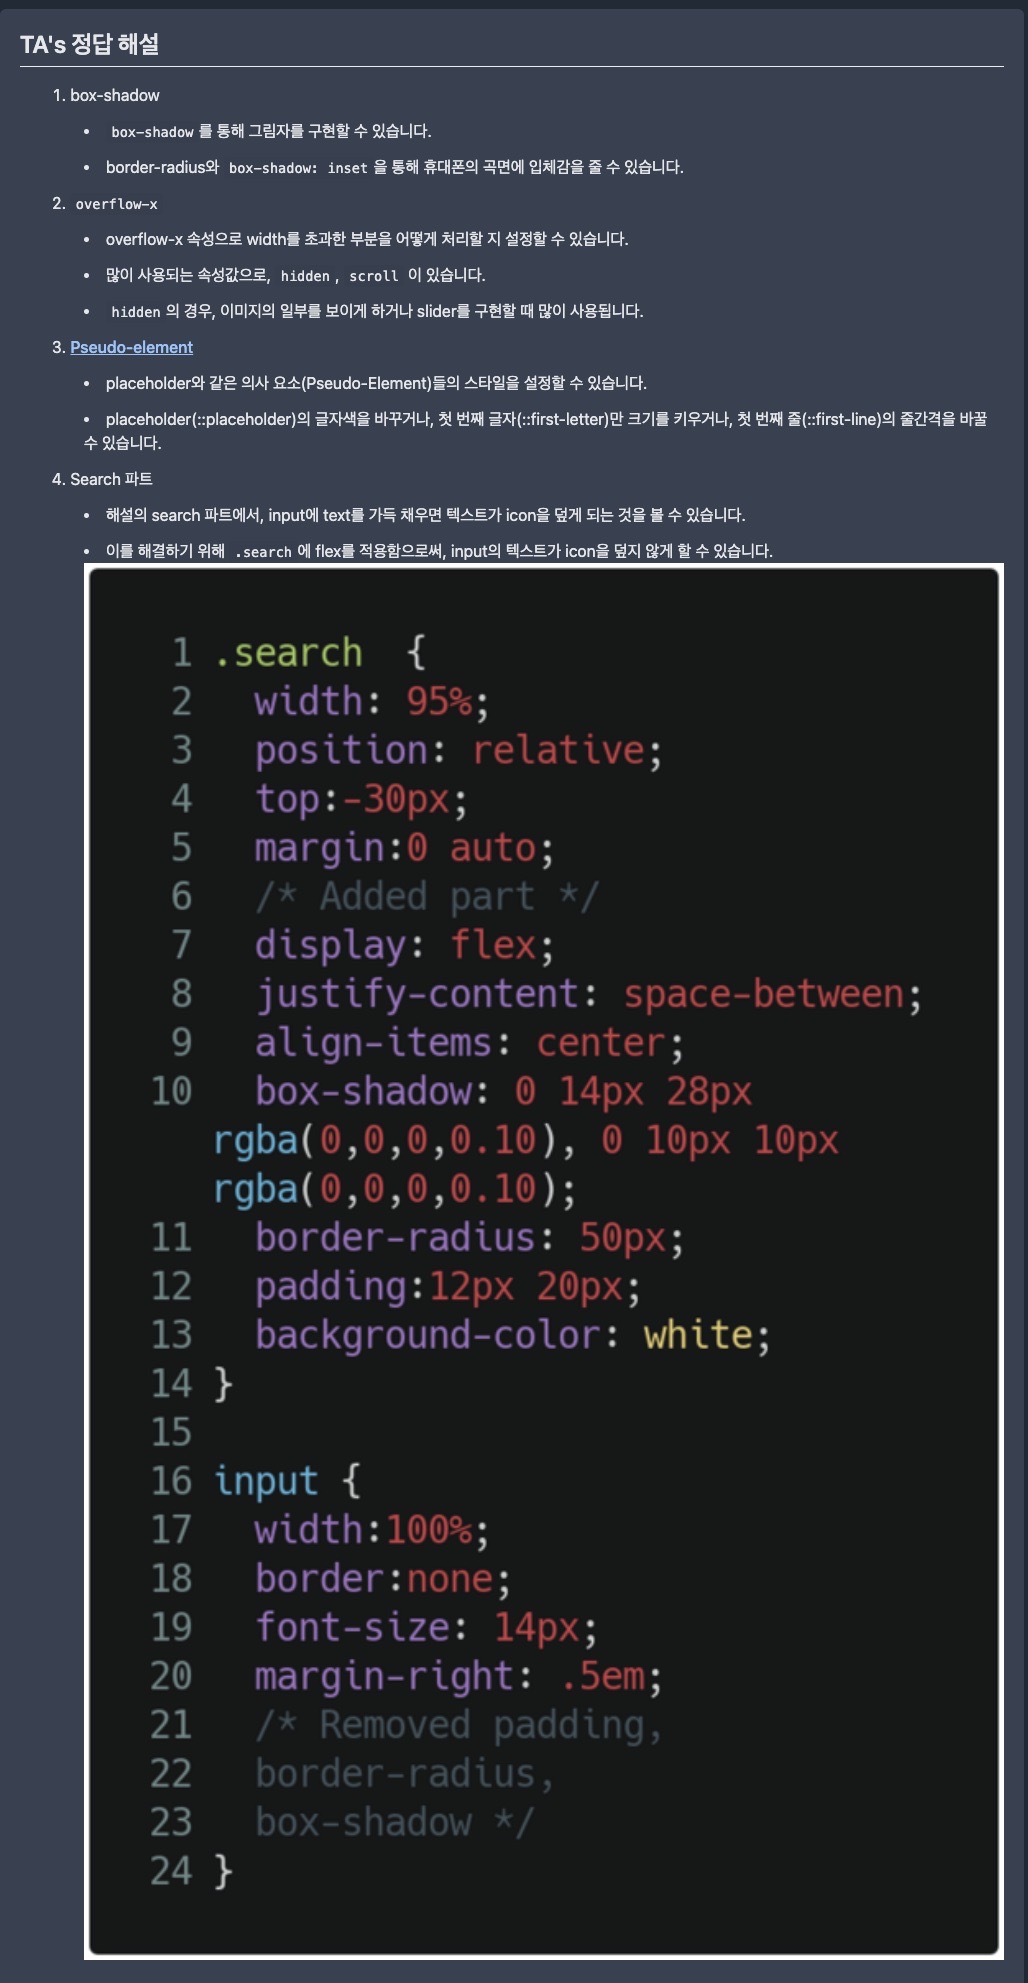 TA's 정답 해설
1. box-shadow
• box-shadow 를 통해 그림자를 구현할 수 있습니다.
• border-radius와 box-shadow: inset 을 통해 휴대폰의 곡면에 입체감을 줄 수 있습니다.
2. overflow-x
• overflow-x 속성으로 width를 초과한 부분을 어떻게 처리할 지 설정할 수 있습니다.
• 많이 사용되는 속성값으로, hidden , scroll 이 있습니다.
• hidden 의 경우, 이미지의 일부를 보이게 하거나 slider를 구현할 때 많이 사용됩니다.
3. Pseudo-element
• placeholder와 같은 의사 요소(Pseudo-Element)들의 스타일을 설정할 수 있습니다.
• placeholder(::placeholder)의 글자색을 바꾸거나, 첫 번째 글자(::first-letter)만 크기를 키우거나, 첫 번째 줄(::first-line)의 줄간격을 바꿀
수 있습니다.
4. Search 파트
• 해설의 search 파트에서, input에 text를 가득 채우면 텍스트가 icon을 덮게 되는 것을 볼 수 있습니다.
• 이를 해결하기 위해 .search 에 flex를 적용함으로써, input의 텍스트가 icon을 덮지 않게 할 수 있습니다.
1 .search  {
2   width: 95%;
3   position: relative;
4   top:-30px;
5   margin:0 auto;
6   /* Added part */
7   display: flex;
8   justify-content: space-between;
9   align-items: center;
10   box-shadow: 0 14px 28px
rgba(0,0,0,0.10), 0 10px 10px
rgba(0,0,0,0.10);
11   border-radius: 50px;
12   padding:12px 20px;
13   background-color: white;
14 }
15
16 input {
17   width:100%;
18   border:none;
19   font-size: 14px;
20   margin-right: .5em;
21   /* Removed padding,
22   border-radius,
23   box-shadow */
24 }